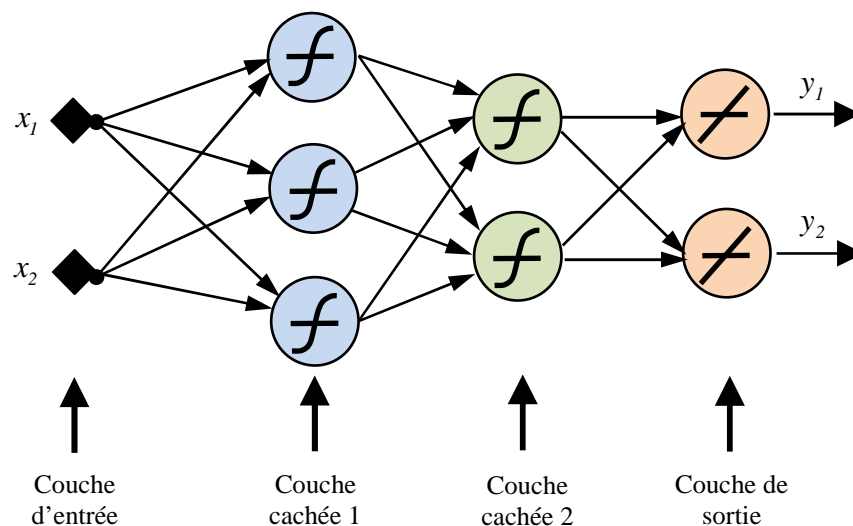 x1
y1
x2
y2
Couche
d’entrée
Couche
cachée 1
Couche
cachée 2
Couche de
sortie